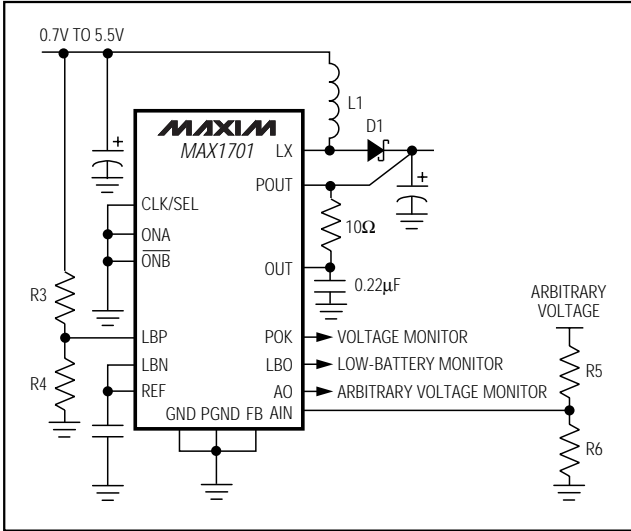 0.7V TO 5.5V
L1
MAXIM
MAX1701
LX
D1
POUT
CLK/SEL
ONA
ONB
10Ω
OUT
0.22µF
ARBITRARY
VOLTAGE
R3
LBP
POK
VOLTAGE MONITOR
R5
LBN
LBO
LOW-BATTERY MONITOR
R4
REF
AO
ARBITRARY VOLTAGE MONITOR
GND PGND FB AIN
R6